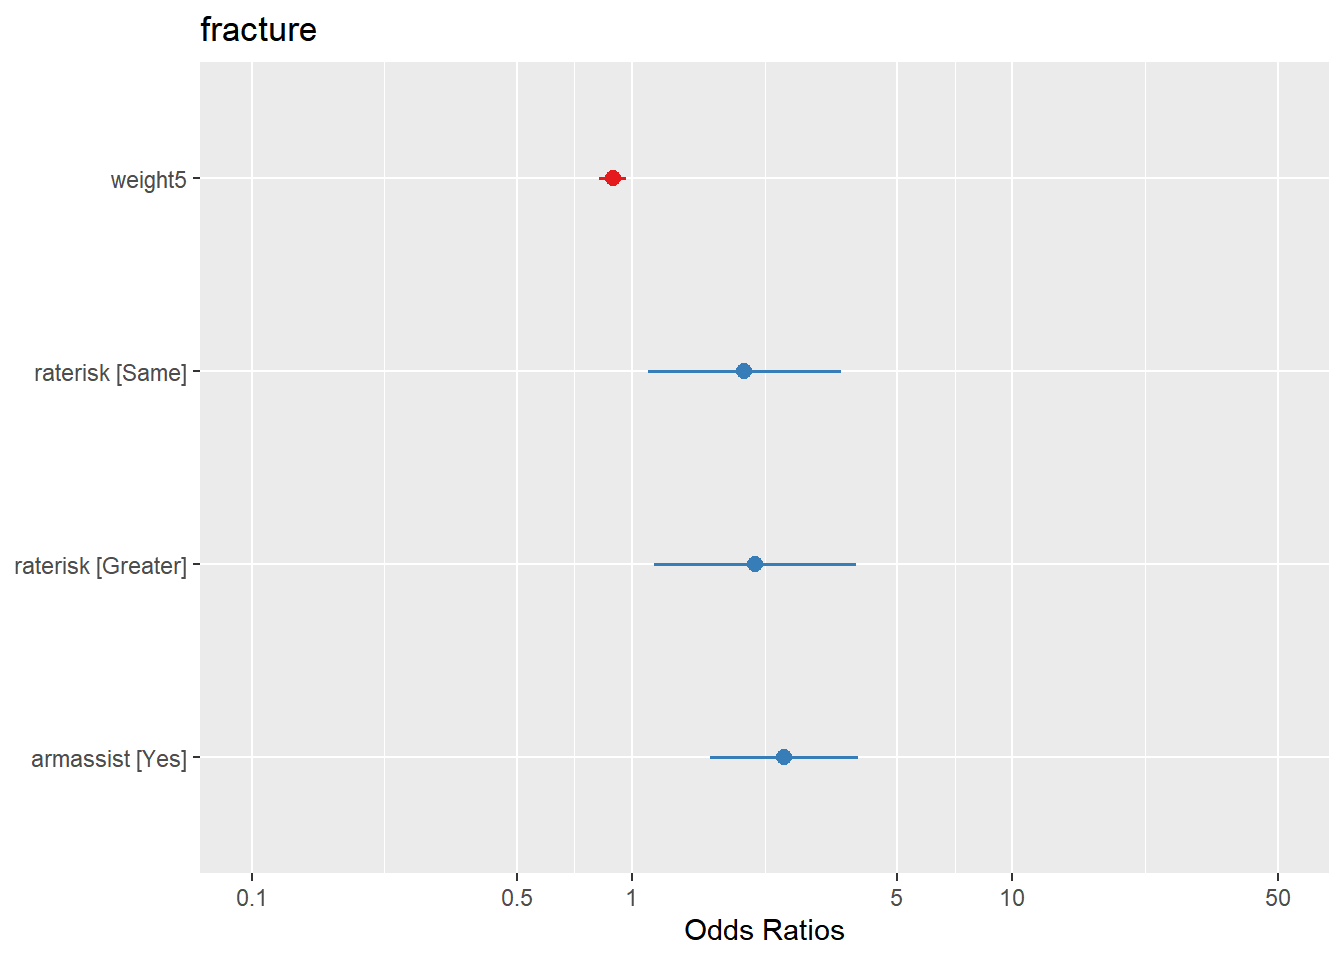 fracture
weight5
raterisk [Same]
raterisk [Greater]
armassist [Yes]
0.1 0.5 1 5 10 50
Odds Ratios